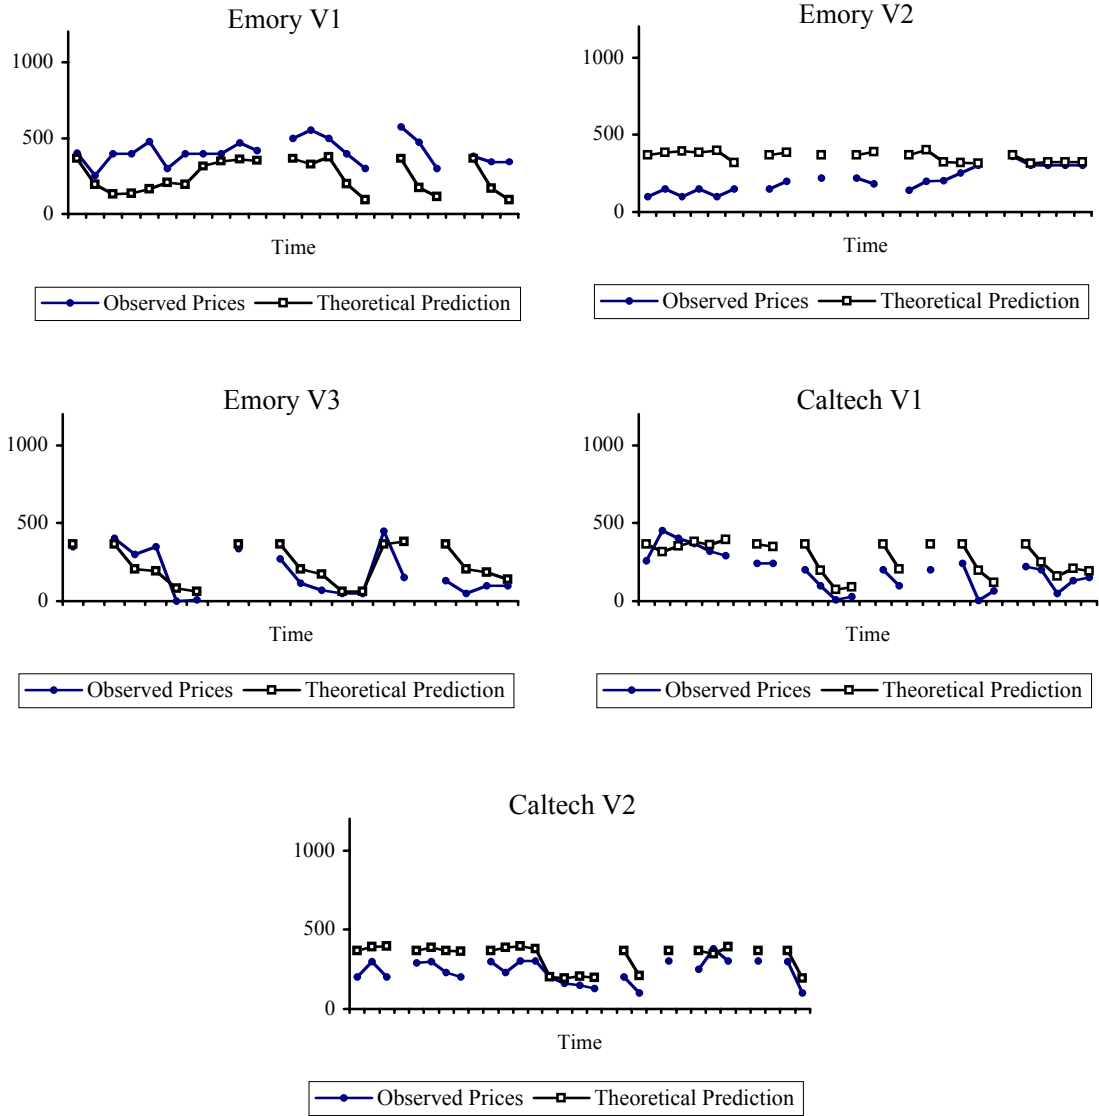 Emory V1
1000
500
0
Time
Observed Prices Theoretical Prediction
Emory V2
1000
500
0
Time
Observed Prices Theoretical Prediction
Emory V3
1000
500
0
Time
Observed Prices Theoretical Prediction
Caltech V1
1000
500
0
Time
Observed Prices Theoretical Prediction
Caltech V2
1000
500
0
Time
Observed Prices Theoretical Prediction